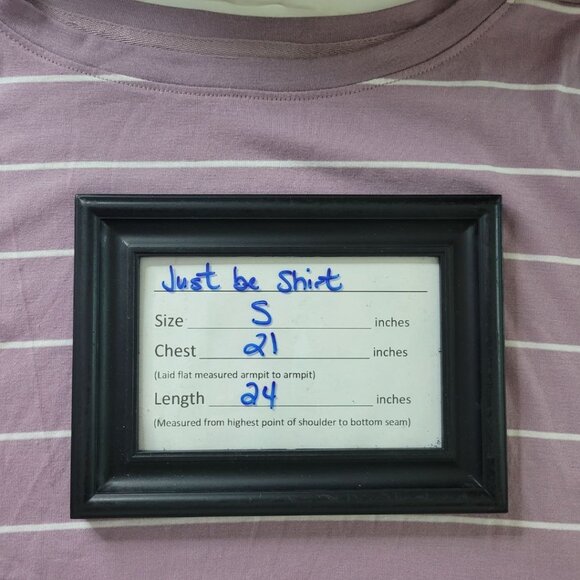 Just be Shirt
Size S inches
Chest 21 inches
(Laid flat measured armpit to armpit)
Length 24 inches
(Measured from highest point of shoulder to bottom seam)